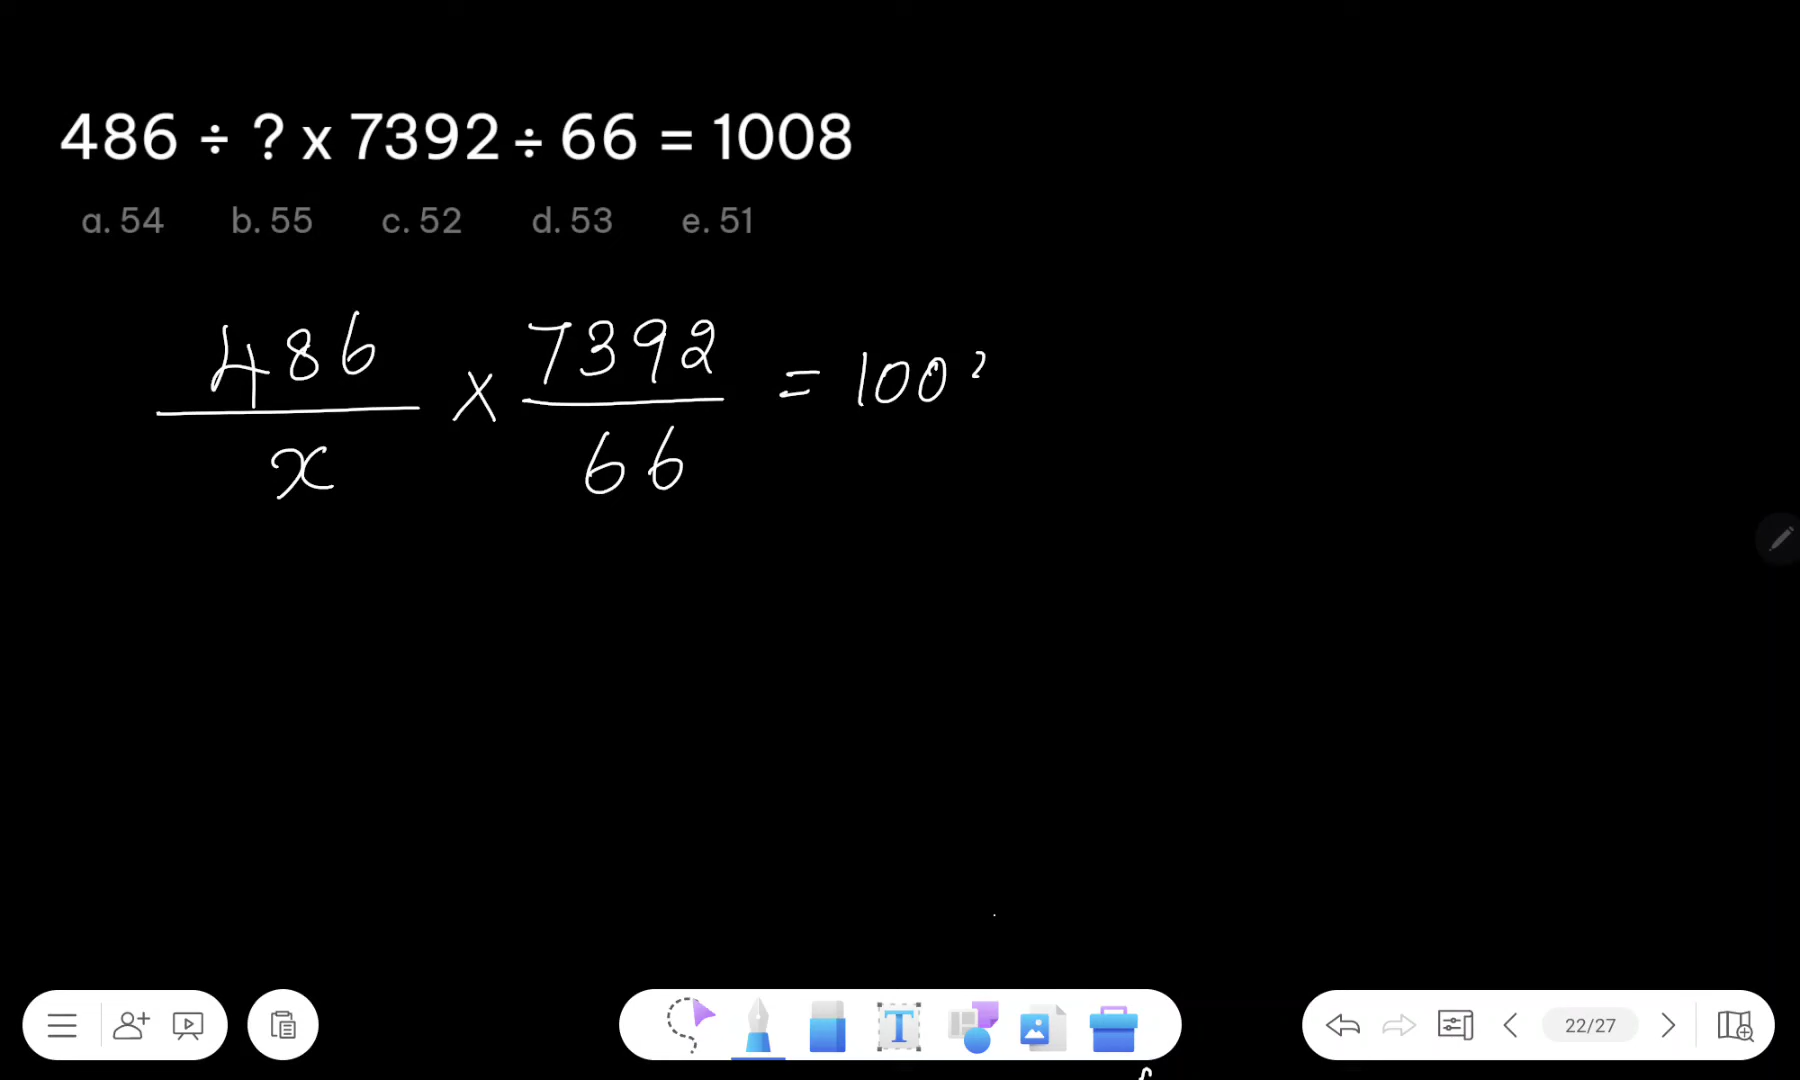 486 ÷ ? x 7392 ÷ 66 = 1008
a. 54 b. 55 c. 52 d. 53 e. 51
486 x 7392 = 100
x 66
22/27